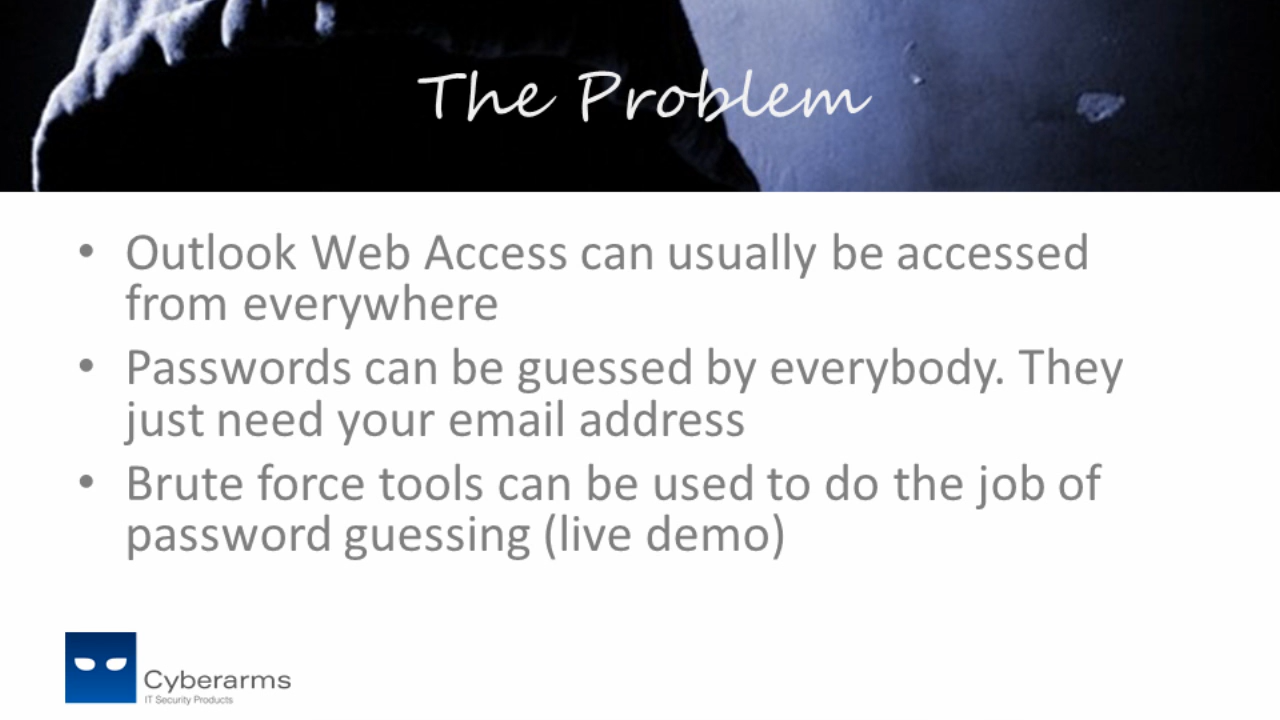 The Problem
• Outlook Web Access can usually be accessed
from everywhere
• Passwords can be guessed by everybody. They
just need your email address
• Brute force tools can be used to do the job of
password guessing (live demo)
Cyberarms
IT Security Products